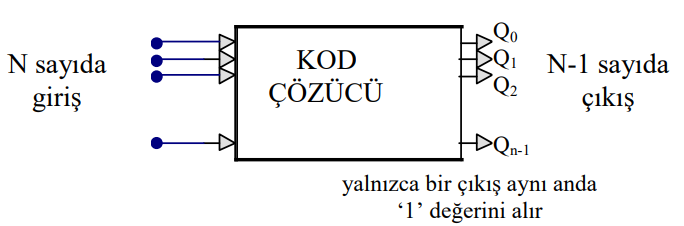 N sayıda
giriş
KOD
ÇÖZÜCÜ
Q0
Q1
Q2
Qn-1
N-1 sayıda
çıkış
yalnızca bir çıkış aynı anda
‘1’ değerini alır